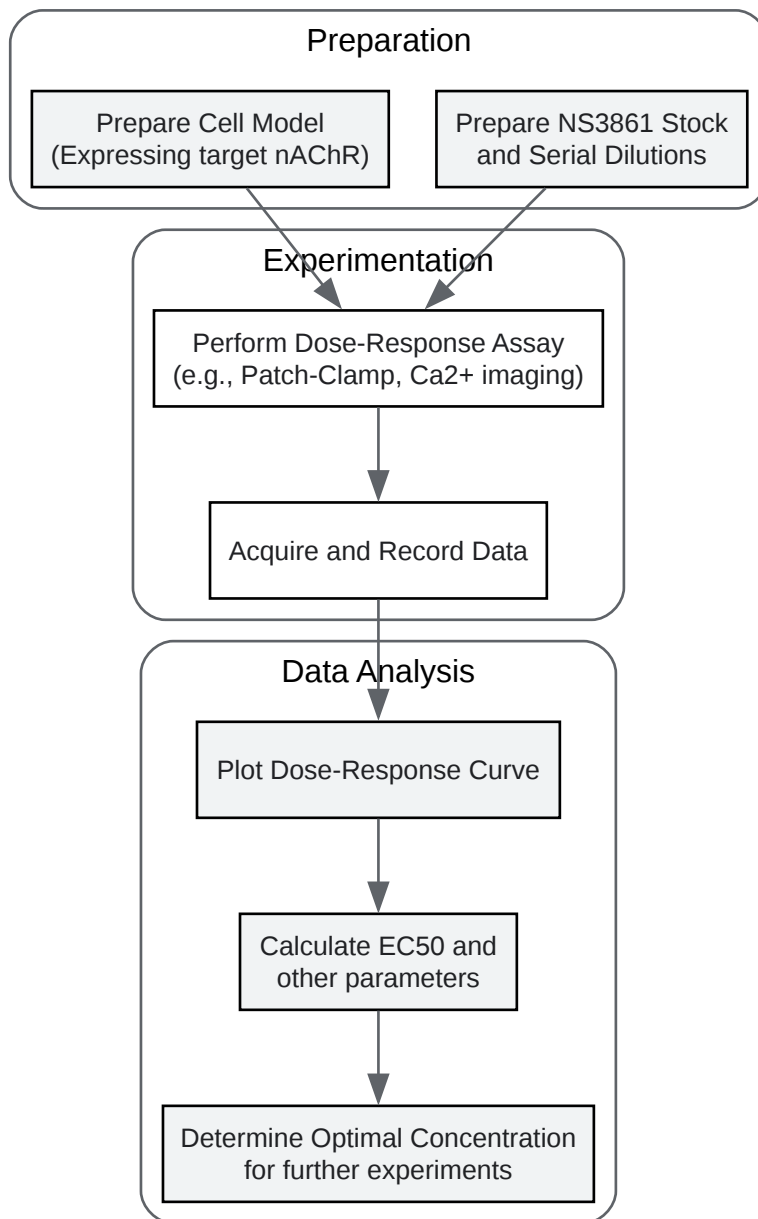 Preparation
Prepare Cell Model
(Expressing target nAChR)
Prepare NS3861 Stock
and Serial Dilutions
Experimentation
Perform Dose-Response Assay
(e.g., Patch-Clamp, Ca2+ imaging)
Acquire and Record Data
Data Analysis
Plot Dose-Response Curve
Calculate EC50 and
other parameters
Determine Optimal Concentration
for further experiments